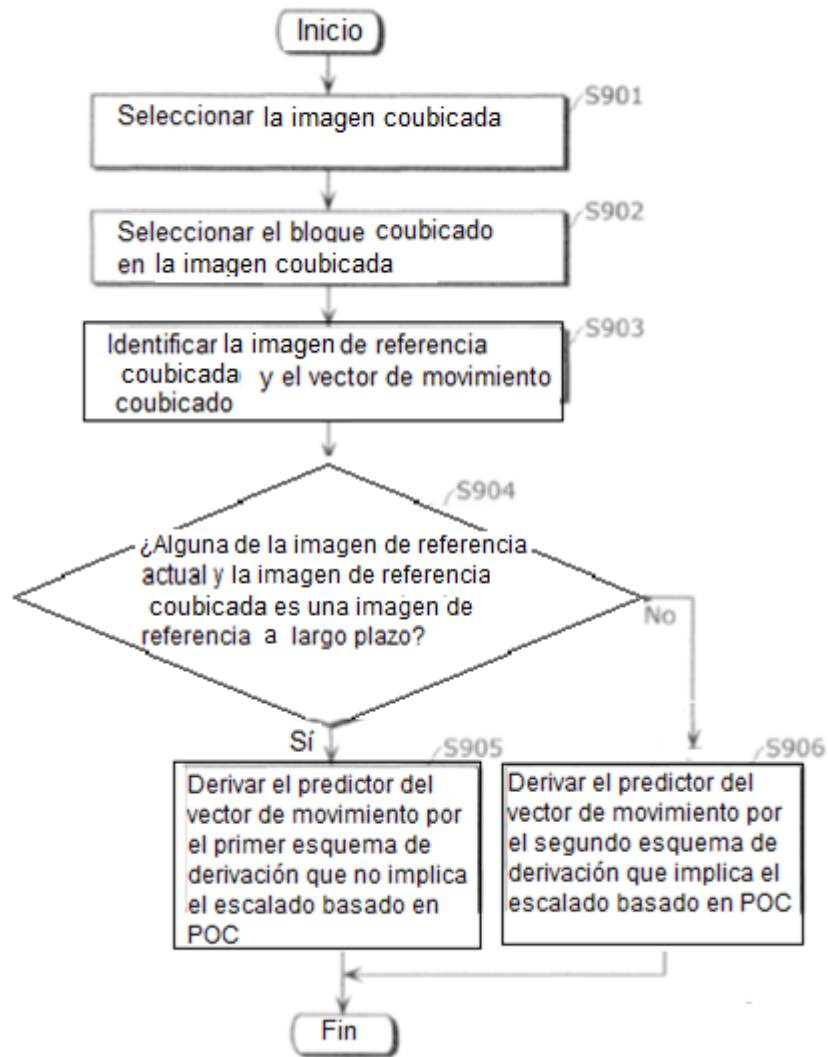 Inicio
S901
Seleccionar la imagen coubicada
S902
Seleccionar el bloque coubicado
en la imagen coubicada
S903
Identificar la imagen de referencia
coubicada y el vector de movimiento
coubicado
S904
¿Alguna de la imagen de referencia
actual y la imagen de referencia
coubicada es una imagen de
referencia a largo plazo?
No
Sí
S905
Derivar el predictor del
vector de movimiento por
el primer esquema de
derivación que no implica
el escalado basado en
POC
S906
Derivar el predictor del
vector de movimiento por
el segundo esquema de
derivación que implica el
escalado basado en POC
Fin